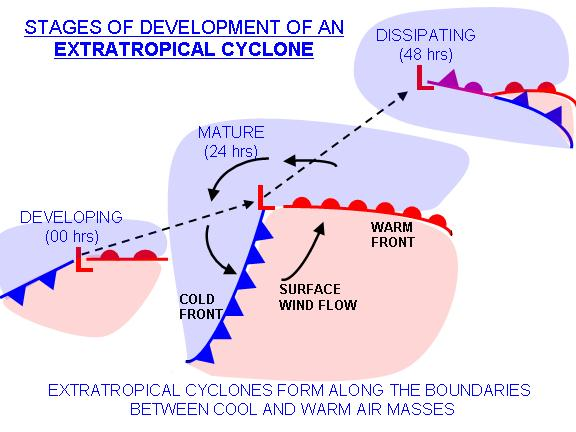 STAGES OF DEVELOPMENT OF AN
EXTRATROPICAL CYCLONE
DISSIPATING
(48 hrs)
L
MATURE
(24 hrs)
L
DEVELOPING
(00 hrs)
L
WARM
FRONT
COLD
FRONT
SURFACE
WIND FLOW
EXTRATROPICAL CYCLONES FORM ALONG THE BOUNDARIES
BETWEEN COOL AND WARM AIR MASSES